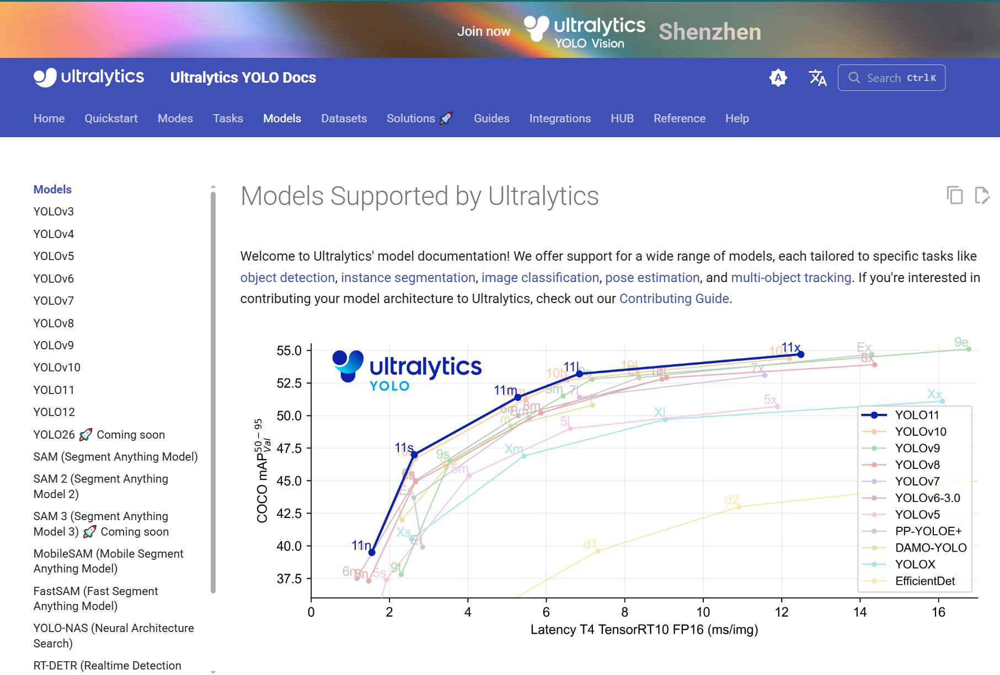 Join now ultralytics Shenzhen
YOLO Vision
ultralytics Ultralytics YOLO Docs A Search Ctrl K
Home Quickstart Modes Tasks Models Datasets Solutions 🚀 Guides Integrations HUB Reference Help
Models
YOLOv3
YOLOv4
YOLOv5
YOLOv6
YOLOv7
YOLOv8
YOLOv9
YOLOv10
YOLO11
YOLO12
YOLO26 🚀 Coming soon
SAM (Segment Anything Model)
SAM 2 (Segment Anything
Model 2)
SAM 3 (Segment Anything
Model 3) 🚀 Coming soon
MobileSAM (Mobile Segment
Anything Model)
FastSAM (Fast Segment
Anything Model)
YOLO-NAS (Neural Architecture
Search)
RT-DETR (Realtime Detection
Models Supported by Ultralytics
Welcome to Ultralytics' model documentation! We offer support for a wide range of models, each tailored to specific tasks like
object detection, instance segmentation, image classification, pose estimation, and multi-object tracking. If you're interested in
contributing your model architecture to Ultralytics, check out our Contributing Guide.
ultralytics
YOLO
COCO mAP 50-95 Val
55.0
52.5
50.0
47.5
45.0
42.5
40.0
37.5
0 2 4 6 8 10 12 14 16
Latency T4 TensorRT10 FP16 (ms/img)
11n
11s
11m
11l
11x
10b
10l
10x
9t
9s
9m
9e
8n
8m
8x
7l
7x
6n
5s
5m
5l
5x
Es
Ex
Xs
Xm
Xl
Xx
d1
d2
YOLO11
YOLOv10
YOLOv9
YOLOv8
YOLOv7
YOLOv6-3.0
YOLOv5
PP-YOLOE+
DAMO-YOLO
YOLOX
EfficientDet